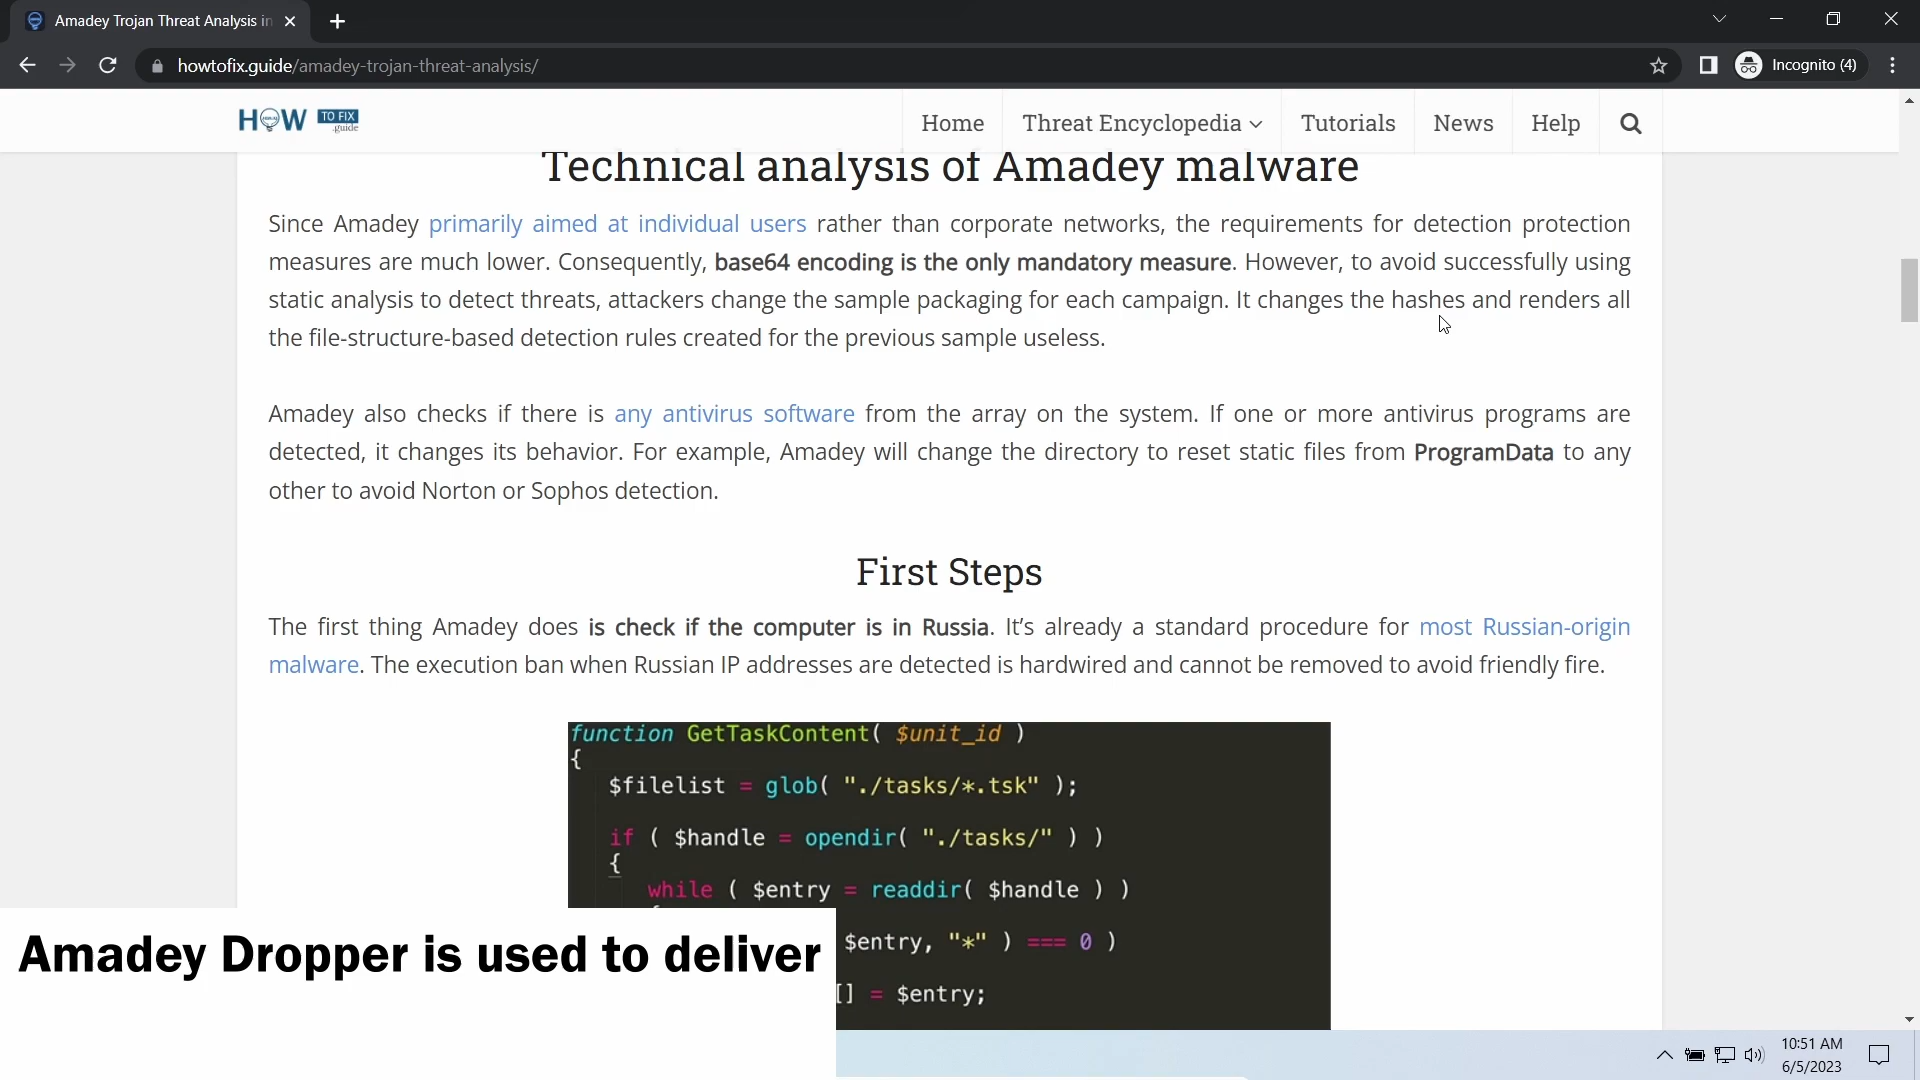 Amadey Trojan Threat Analysis in
howtofix.guide/amadey-trojan-threat-analysis/
Incognito (4)
HOW TO FIX .guide
Home Threat Encyclopedia Tutorials News Help
Technical analysis of Amadey malware
Since Amadey primarily aimed at individual users rather than corporate networks, the requirements for detection protection
measures are much lower. Consequently, base64 encoding is the only mandatory measure. However, to avoid successfully using
static analysis to detect threats, attackers change the sample packaging for each campaign. It changes the hashes and renders all
the file-structure-based detection rules created for the previous sample useless.
Amadey also checks if there is any antivirus software from the array on the system. If one or more antivirus programs are
detected, it changes its behavior. For example, Amadey will change the directory to reset static files from ProgramData to any
other to avoid Norton or Sophos detection.
First Steps
The first thing Amadey does is check if the computer is in Russia. It’s already a standard procedure for most Russian-origin
malware. The execution ban when Russian IP addresses are detected is hardwired and cannot be removed to avoid friendly fire.
function GetTaskContent( $unit_id )
{
$filelist = glob( "./tasks/*.tsk" );
if ( $handle = opendir( "./tasks/" ) )
{
while ( $entry = readdir( $handle ) )
$entry, "*" ) === 0 )
[] = $entry;
Amadey Dropper is used to deliver
10:51 AM
6/5/2023